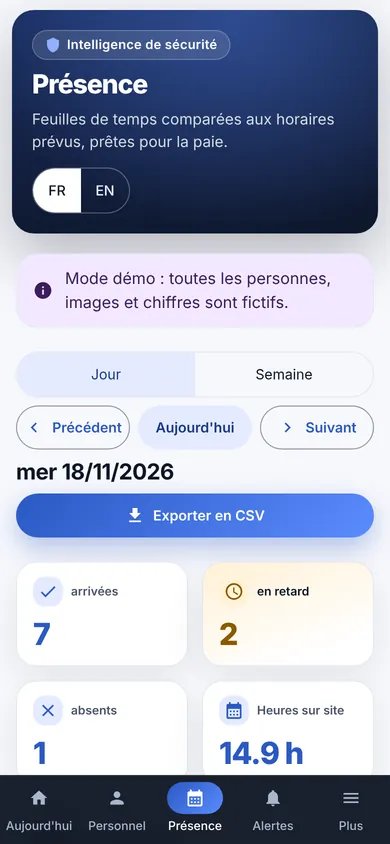 Intelligence de sécurité
Présence
Feuilles de temps comparées aux horaires
prévus, prêtes pour la paie.
FR EN
Mode démo : toutes les personnes,
images et chiffres sont fictifs.
Jour Semaine
Précédent Aujourd'hui Suivant
mer 18/11/2026
Exporter en CSV
arrivées en retard
7 2
absents Heures sur site
1 14.9 h
Aujourd'hui Personnel Présence Alertes Plus